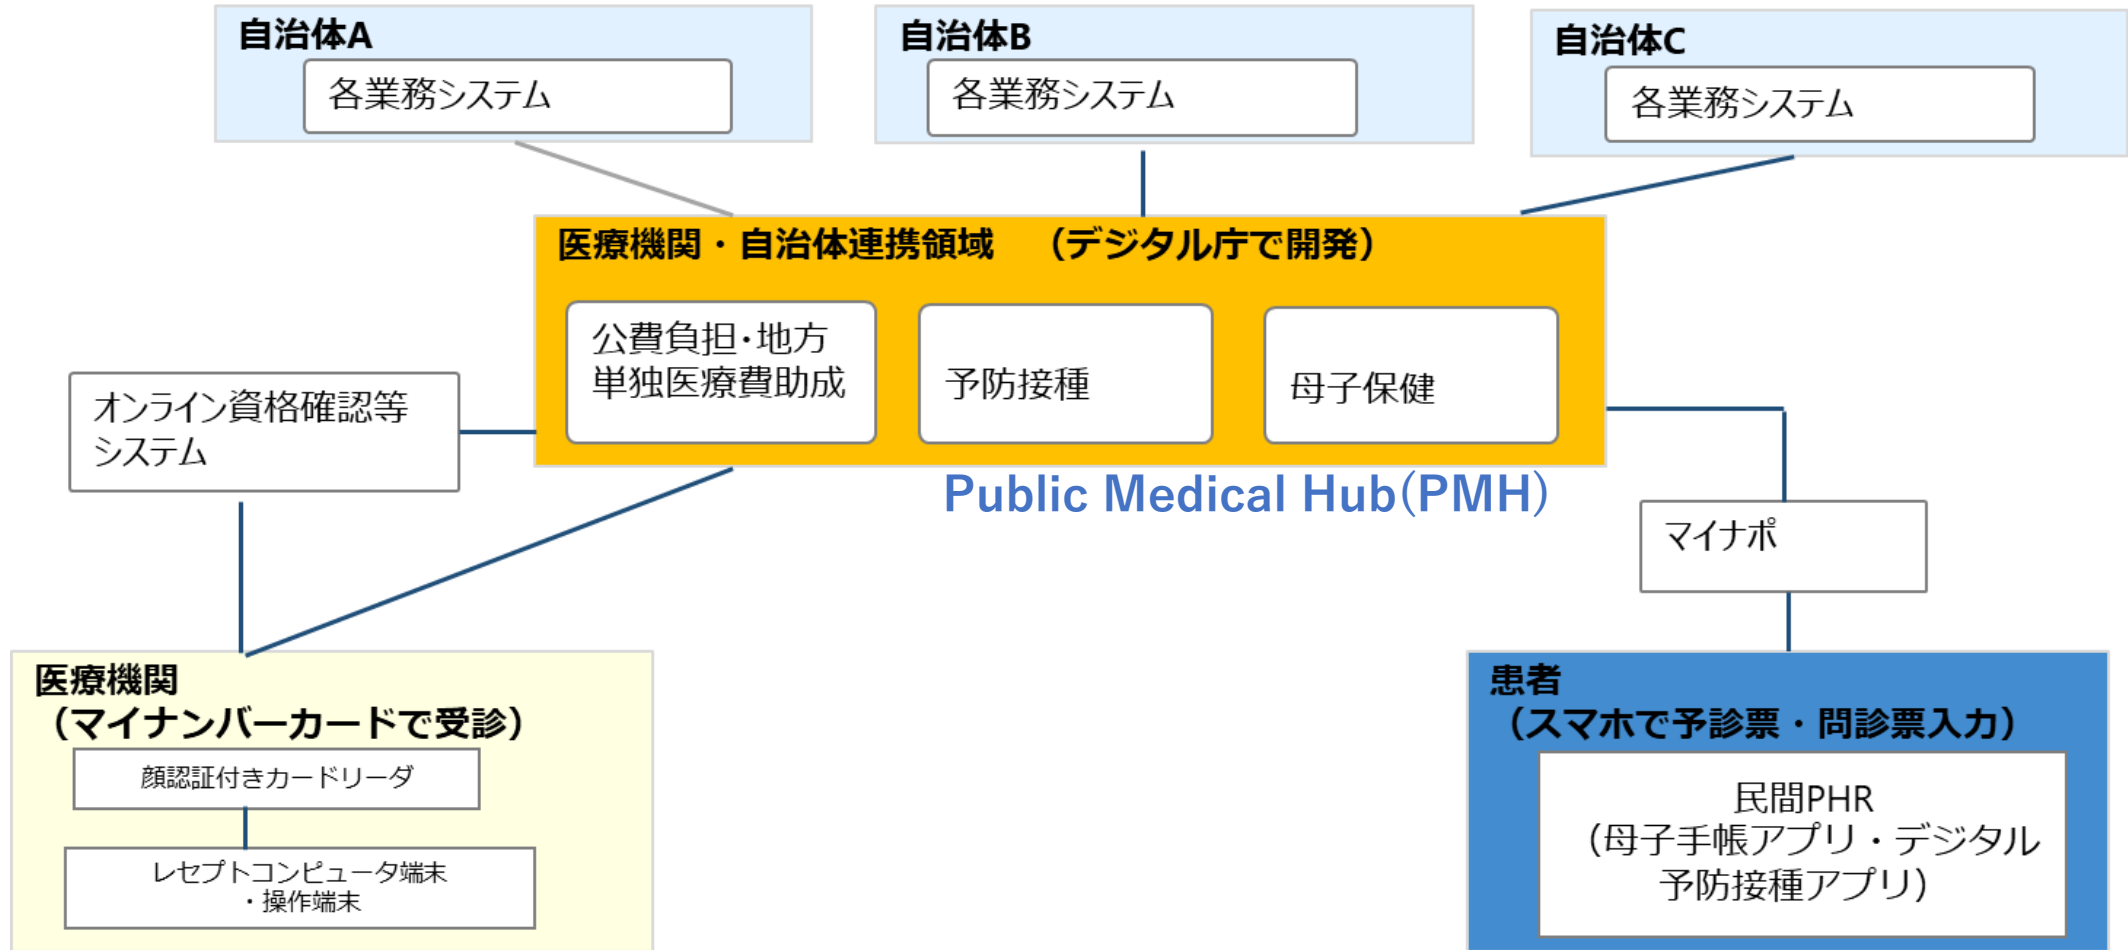 自治体A
各業務システム
自治体B
各業務システム
自治体C
各業務システム
医療機関・自治体連携領域　（デジタル庁で開発）
公費負担・地方
単独医療費助成
予防接種
母子保健
Public Medical Hub(PMH)
オンライン資格確認等
システム
マイナポ
医療機関
（マイナンバーカードで受診）
顔認証付きカードリーダ
レセプトコンピュータ端末
・操作端末
患者
（スマホで予診票・問診票入力）
民間PHR
（母子手帳アプリ・デジタル
予防接種アプリ）